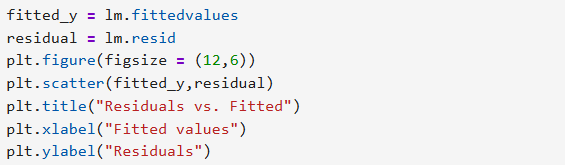 fitted_y = lm.fittedvalues
residual = lm.resid
plt.figure(figsize = (12,6))
plt.scatter(fitted_y,residual)
plt.title("Residuals vs. Fitted")
plt.xlabel("Fitted values")
plt.ylabel("Residuals")